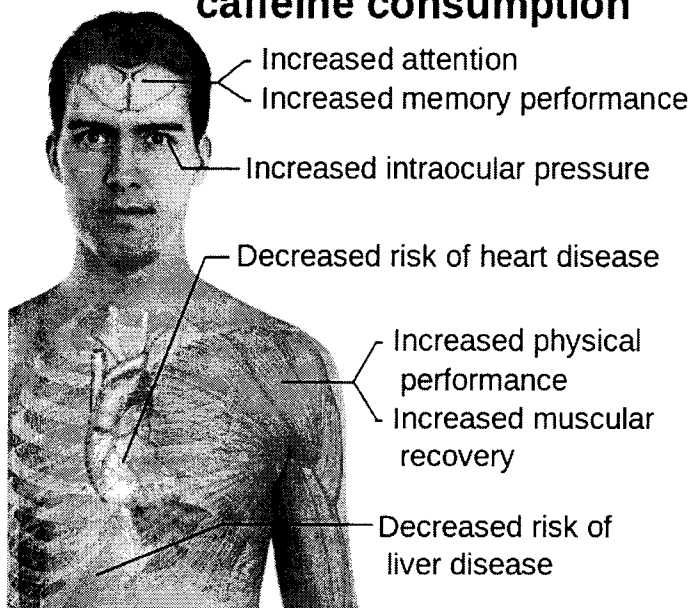 caffeine consumption
Increased attention
Increased memory performance
Increased intraocular pressure
Decreased risk of heart disease
Increased physical
performance
Increased muscular
recovery
Decreased risk of
liver disease